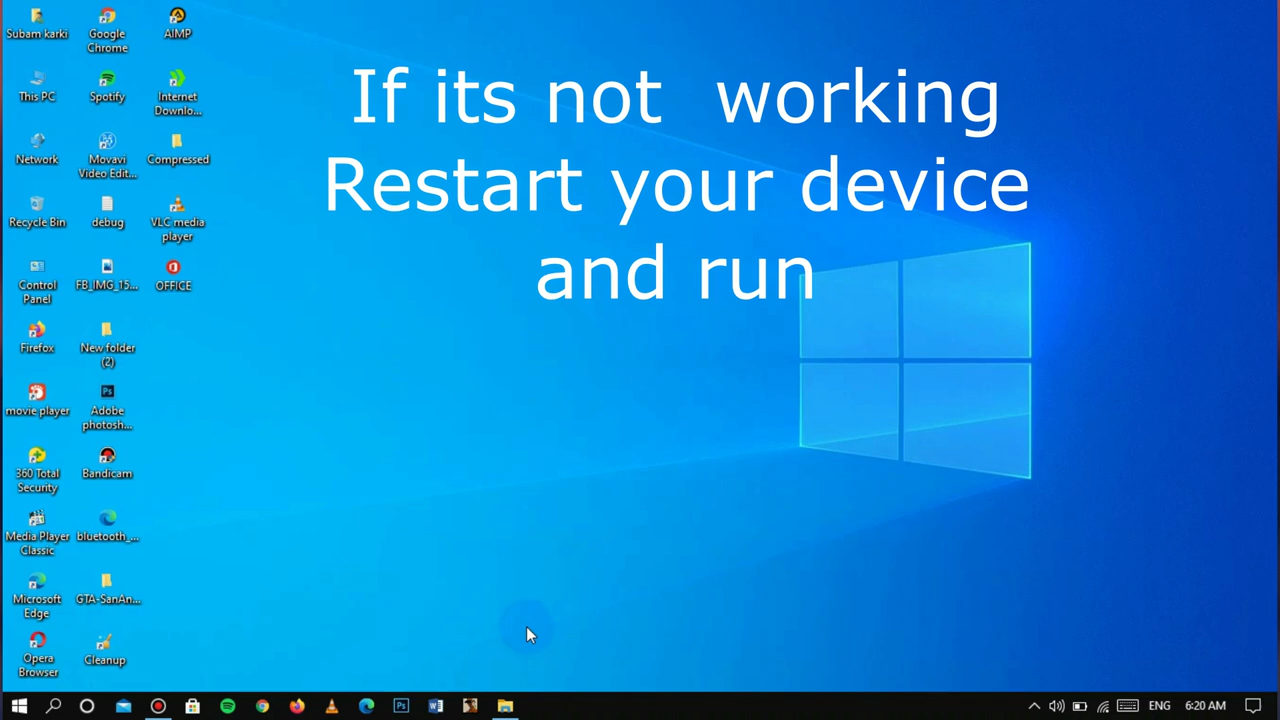 If its not working
Restart your device
and run
Subam karki
Google
Chrome
AIMP
This PC
Spotify
Internet
Downlo...
Network
Movavi
Video Edit...
Compressed
Recycle Bin
debug
VLC media
player
Control
Panel
FB_IMG_15...
OFFICE
Firefox
New folder
(2)
movie player
Ps
Adobe
photosh...
360 Total
Security
Bandicam
Media Player
Classic
bluetooth_...
Microsoft
Edge
GTA-SanAn...
Opera
Browser
Cleanup
Ps
ENG
6:20 AM